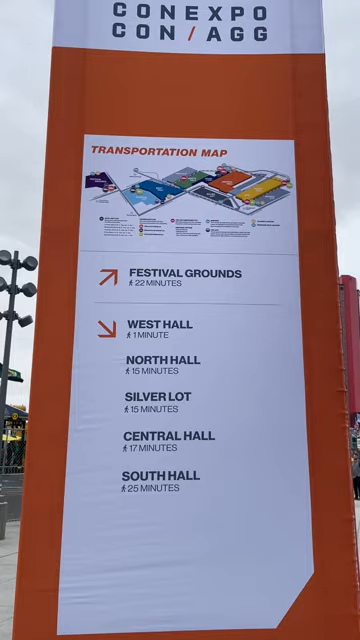 CONEXPO
CON/AGG
TRANSPORTATION MAP
FESTIVAL GROUNDS
22 MINUTES
WEST HALL
1 MINUTE
NORTH HALL
15 MINUTES
SILVER LOT
15 MINUTES
CENTRAL HALL
17 MINUTES
SOUTH HALL
25 MINUTES